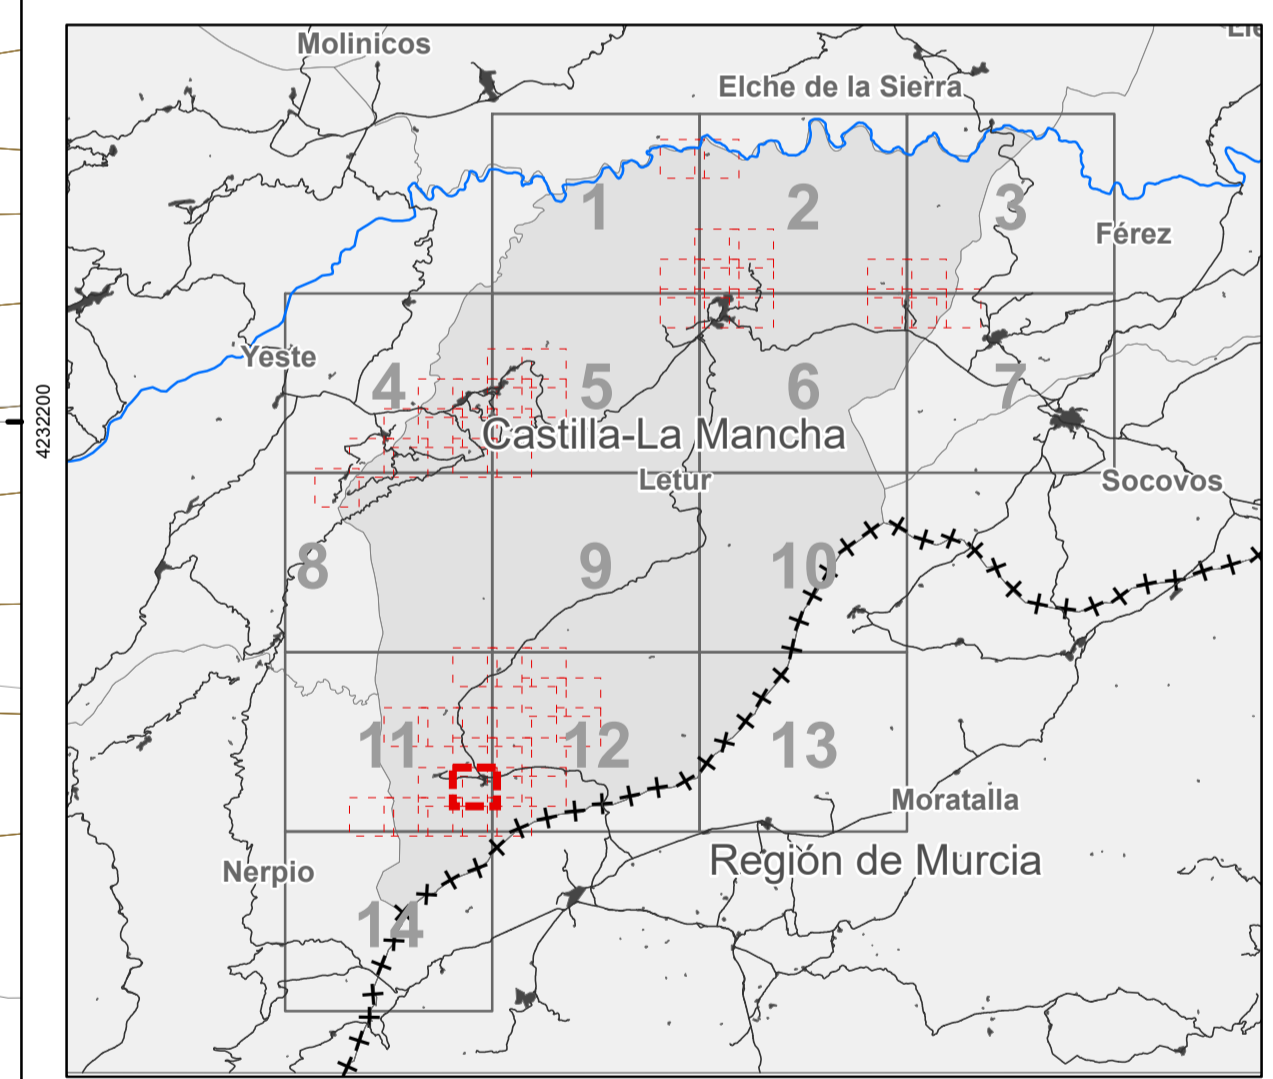 Molinicos
Elche de la Sierra
1
2
3
Férez
Yeste
4
5
6
7
4232200
Castilla-La Mancha
Letur
Socovos
8
9
10
11
12
13
Moratalla
Nerpio
Región de Murcia
14